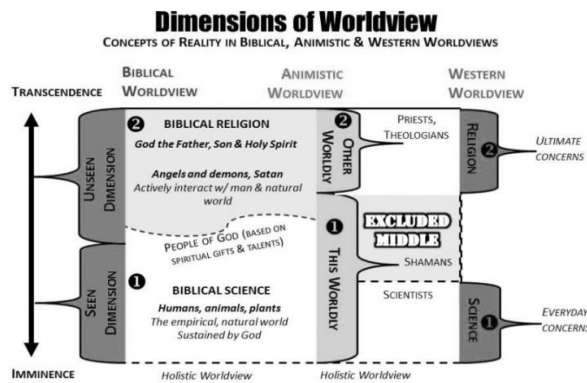 Dimensions of Worldview
CONCEPTS OF REALITY IN BIBLICAL, ANIMISTIC & WESTERN WORLDVIEWS
BIBLICAL
WORLDVIEW
ANIMISTIC
WORLDVIEW
WESTERN
WORLDVIEW
TRANSCENDENCE
IMMINENCE
UNSEEN
DIMENSION
SEEN
DIMENSION
2
BIBLICAL RELIGION
God the Father, Son & Holy Spirit
Angels and demons, Satan
Actively interact w/ man & natural
world
PEOPLE OF GOD (BASED ON
SPIRITUAL GIFTS & TALENTS)
1
BIBLICAL SCIENCE
Humans, animals, plants
The empirical, natural world
Sustained by God
Holistic Worldview
2
OTHER
WORLDLY
1
THIS WORLDLY
Holistic Worldview
PRIESTS,
THEOLOGIANS
EXCLUDED
MIDDLE
SHAMANS
SCIENTISTS
RELIGION
2
ULTIMATE
CONCERNS
SCIENCE
1
EVERYDAY
CONCERNS